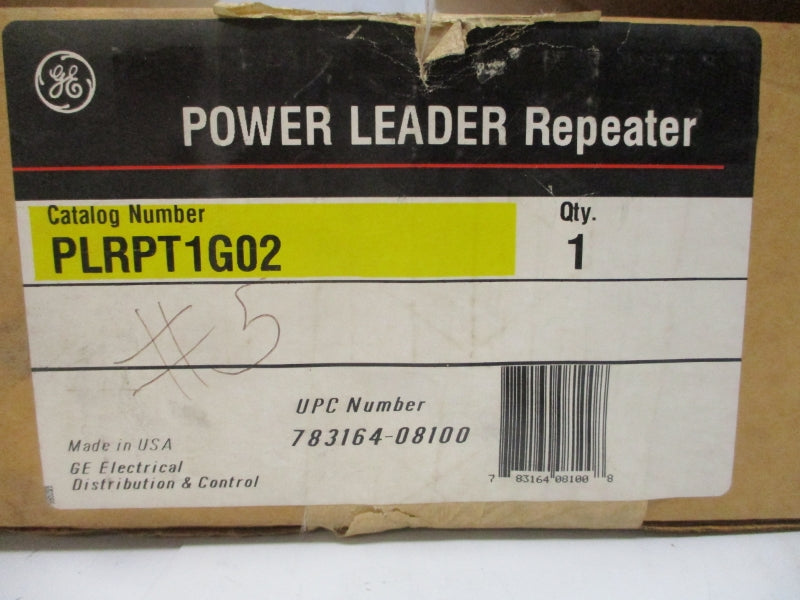 GE
POWER LEADER Repeater
Catalog Number
Qty.
PLRPT1G02
1
#5
UPC Number
783164-08100
Made in USA
GE Electrical
Distribution & Control
7 83164 08100 8